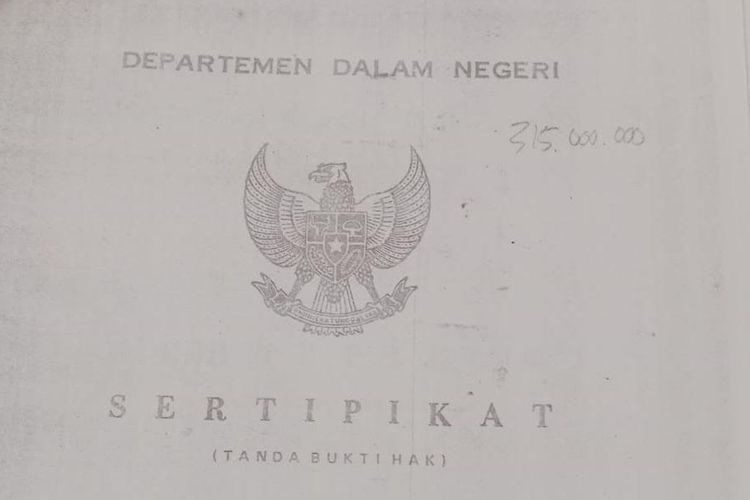 DEPARTEMEN DALAM NEGERI
315.000.000
SERTIPIKAT
(TANDA BUKTI HAK)